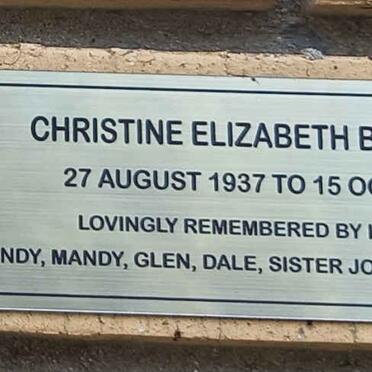 CHRISTINE ELIZABETH
27 AUGUST 1937 TO 15
LOVINGLY REMEMBERED BY
MANDY, GLEN, DALE, SISTER